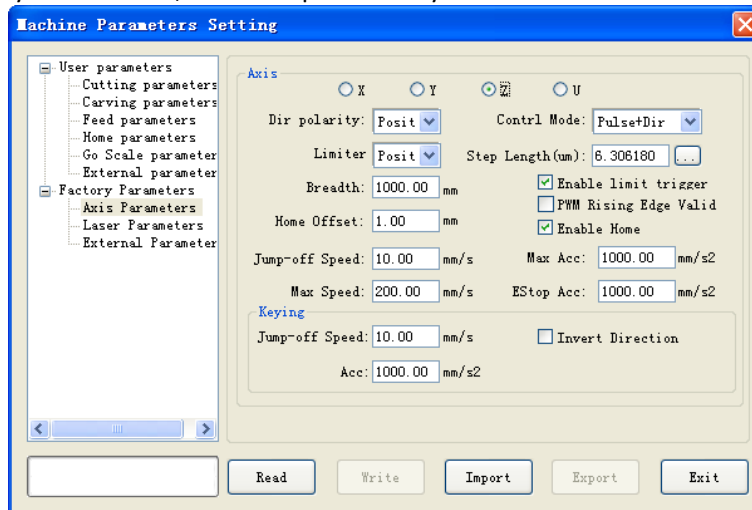 Machine Parameters Setting
User parameters
Cutting parameters
Carving parameters
Feed parameters
Home parameters
Go Scale parameter
External parameter
Factory Parameters
Axis Parameters
Laser Parameters
External Parameter
Axis
X Y Z U
Dir polarity: Posit Contrl Mode: Pulse+Dir
Limiter Posit Step Length(um): 6.306180 ...
Breadth: 1000.00 mm Enable limit trigger
PWM Rising Edge Valid
Home Offset: 1.00 mm Enable Home
Jump-off Speed: 10.00 mm/s Max Acc: 1000.00 mm/s2
Max Speed: 200.00 mm/s EStop Acc: 1000.00 mm/s2
Keying
Jump-off Speed: 10.00 mm/s Invert Direction
Acc: 1000.00 mm/s2
Read Write Import Export Exit